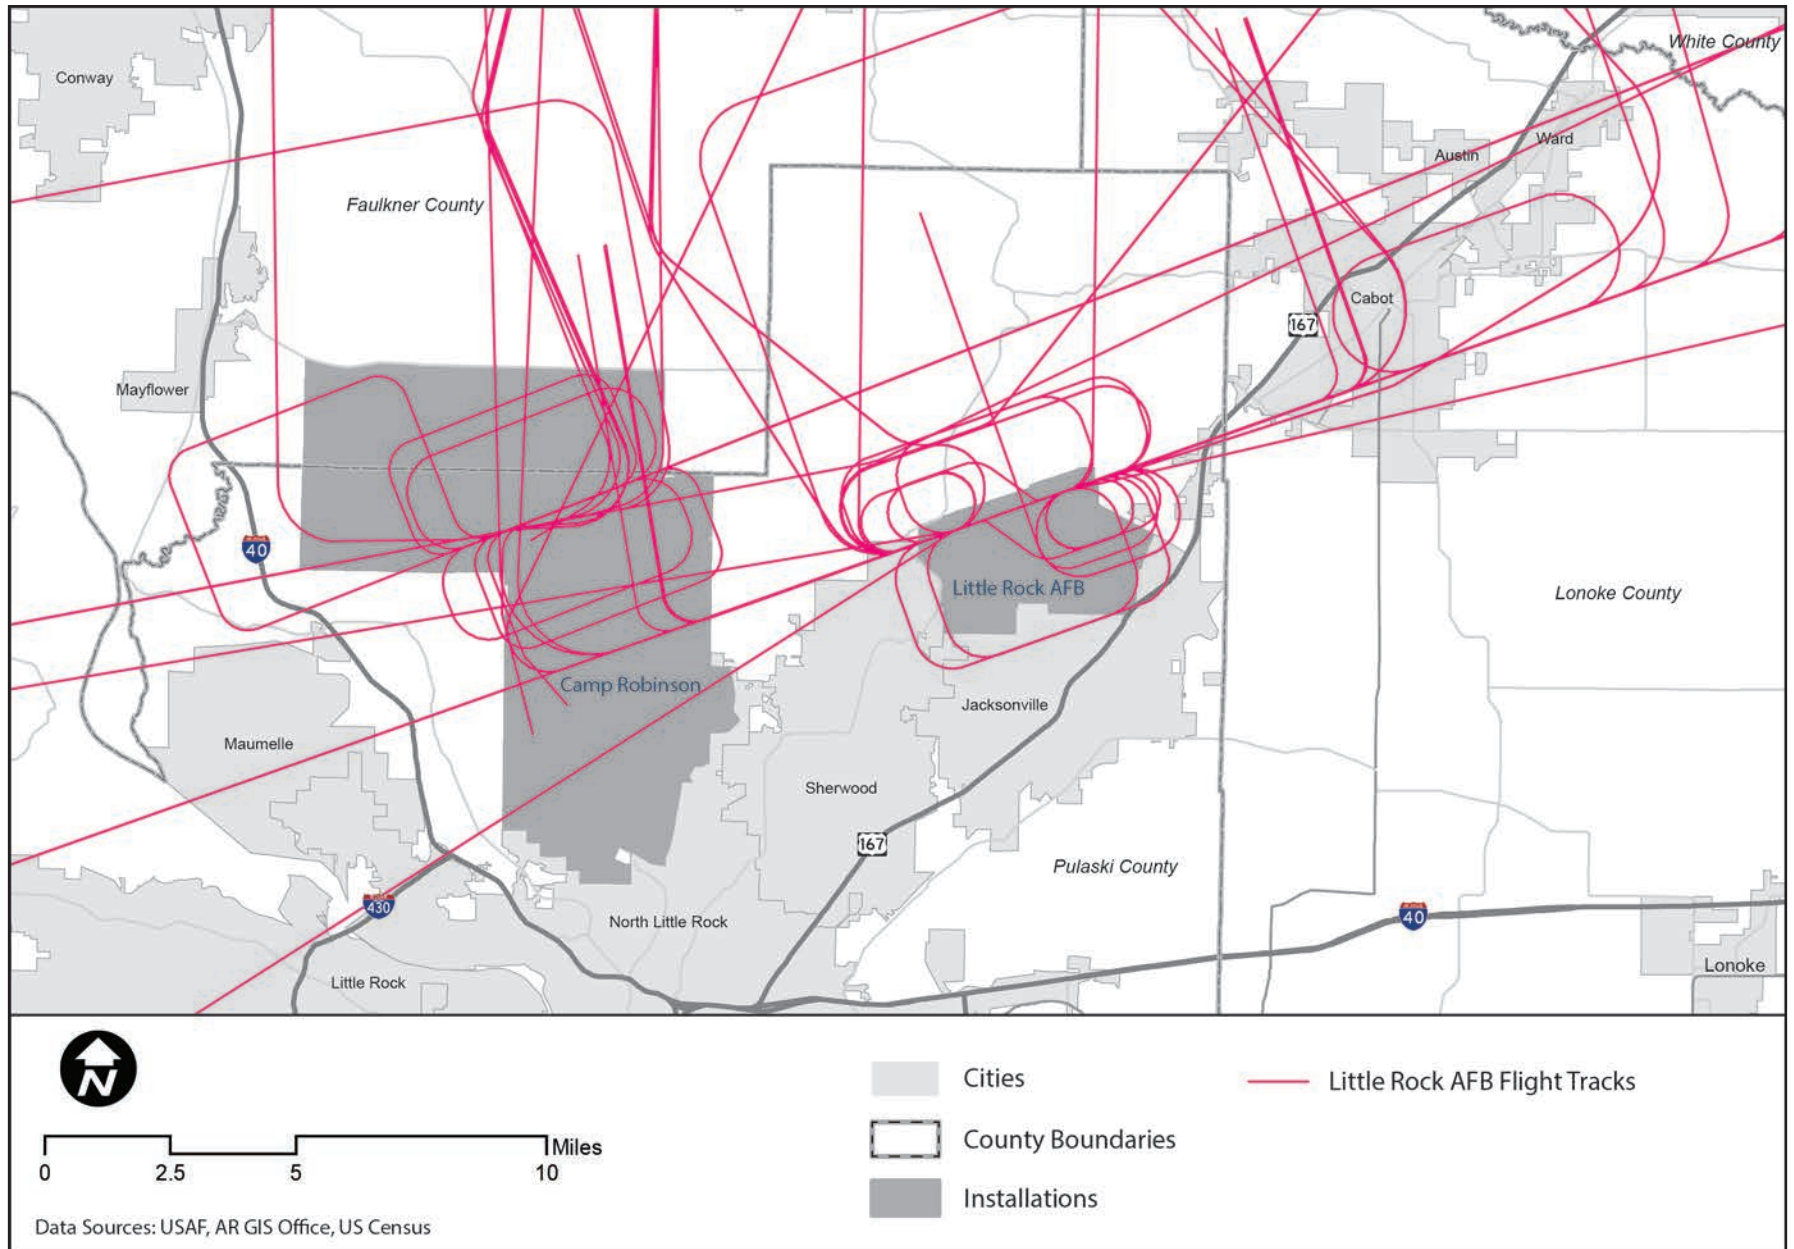 White County
Conway
Ward
Austin
Faulkner County
Cabot
167
Mayflower
40
Little Rock AFB
Lonoke County
Camp Robinson
Jacksonville
Maumelle
Sherwood
167
Pulaski County
430
40
North Little Rock
Lonoke
Little Rock
N
Cities
Little Rock AFB Flight Tracks
County Boundaries
Miles
0 2.5 5 10
Installations
Data Sources: USAF, AR GIS Office, US Census